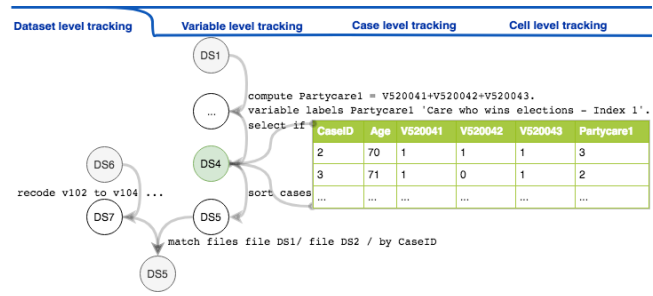 Dataset level tracking
Variable level tracking
Case level tracking
Cell level tracking
DS1
...
compute Partycare1 = V520041+V520042+V520043.
variable labels Partycare1 'Care who wins elections - Index 1'.
select if
CaseID Age V520041 V520042 V520043 Partycare1
2 70 1 1 1 3
3 71 1 0 1 2
... ... ... ... ... ...
DS4
DS6
recode v102 to v104 ...
sort cases
DS7
DS5
match files file DS1/ file DS2 / by CaseID
DS5